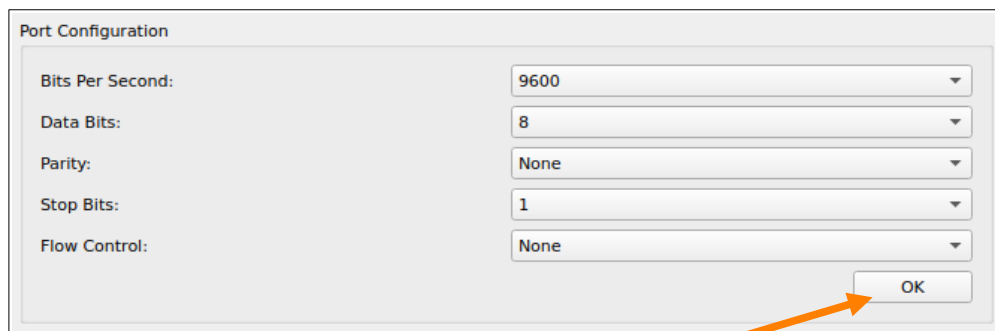 Port Configuration
Bits Per Second: 9600
Data Bits: 8
Parity: None
Stop Bits: 1
Flow Control: None
OK